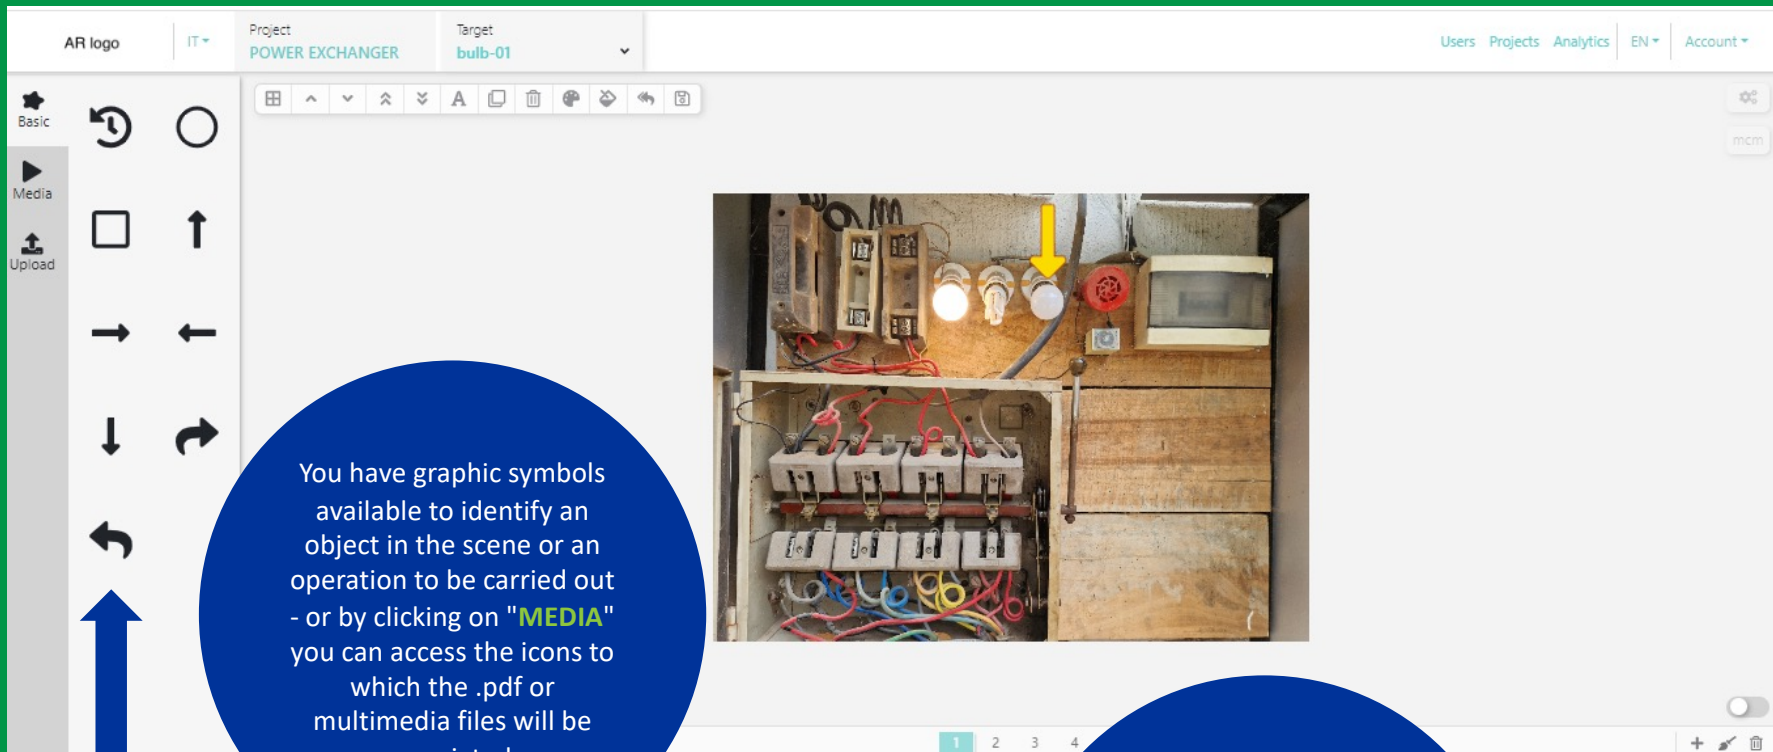 AR logo
IT
Project
POWER EXCHANGER
Target
bulb-01
Users Projects Analytics EN Account
Basic
Media
Upload
A
mcm
You have graphic symbols
available to identify an
object in the scene or an
operation to be carried out
- or by clicking on "MEDIA"
you can access the icons to
which the .pdf or
multimedia files will be
1 2 3 4